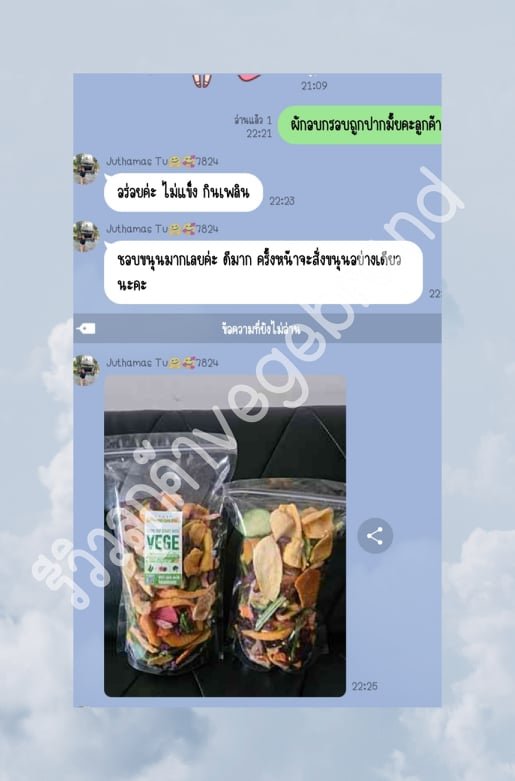 21:09
อ่านแล้ว 1
22:21
ผักอบกรอบถูกปากมั้ยคะลูกค้า
Juthamas Tu🤗🥰7824
อร่อยค่ะ ไม่แข็ง กินเพลิน
22:23
Juthamas Tu🤗🥰7824
ชอบขนุนมากเลยค่ะ ดีมาก ครั้งหน้าจะสั่งขนุนอย่างเดียว
นะคะ
22:
ข้อความที่ยังไม่อ่าน
Juthamas Tu🤗🥰7824
VEGE
22:25
รีวิวลูกค้าvegebrand